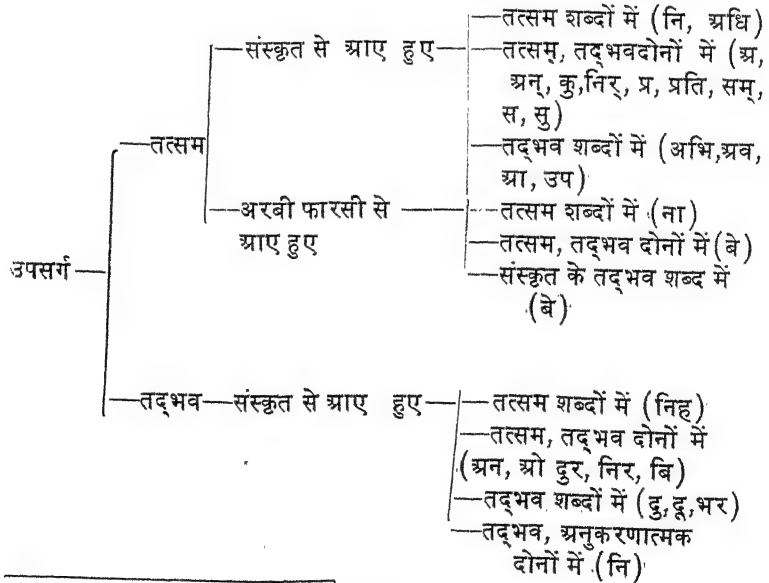 तत्सम शब्दों में (नि, अधि)
संस्कृत से आए हुए
तत्सम्, तद्भवदोनों में (अ,
अन्, कु,निर्, प्र, प्रति, सम्,
स, सु)
तत्सम
तद्भव शब्दों में (अभि,अव,
आ, उप)
अरबी फारसी से
आए हुए
तत्सम शब्दों में (ना)
तत्सम, तद्भव दोनों में(बे)
संस्कृत के तद्भव शब्द में
(बे)
उपसर्ग
तद्भव संस्कृत से आए हुए
तत्सम शब्दों में (निह)
तत्सम, तद्भव दोनों में
(अन, ओ दुर, निर, बि)
तद्भव शब्दों में (दु,दू,भर)
तद्भव, अनुकरणात्मक
दोनों में (नि)